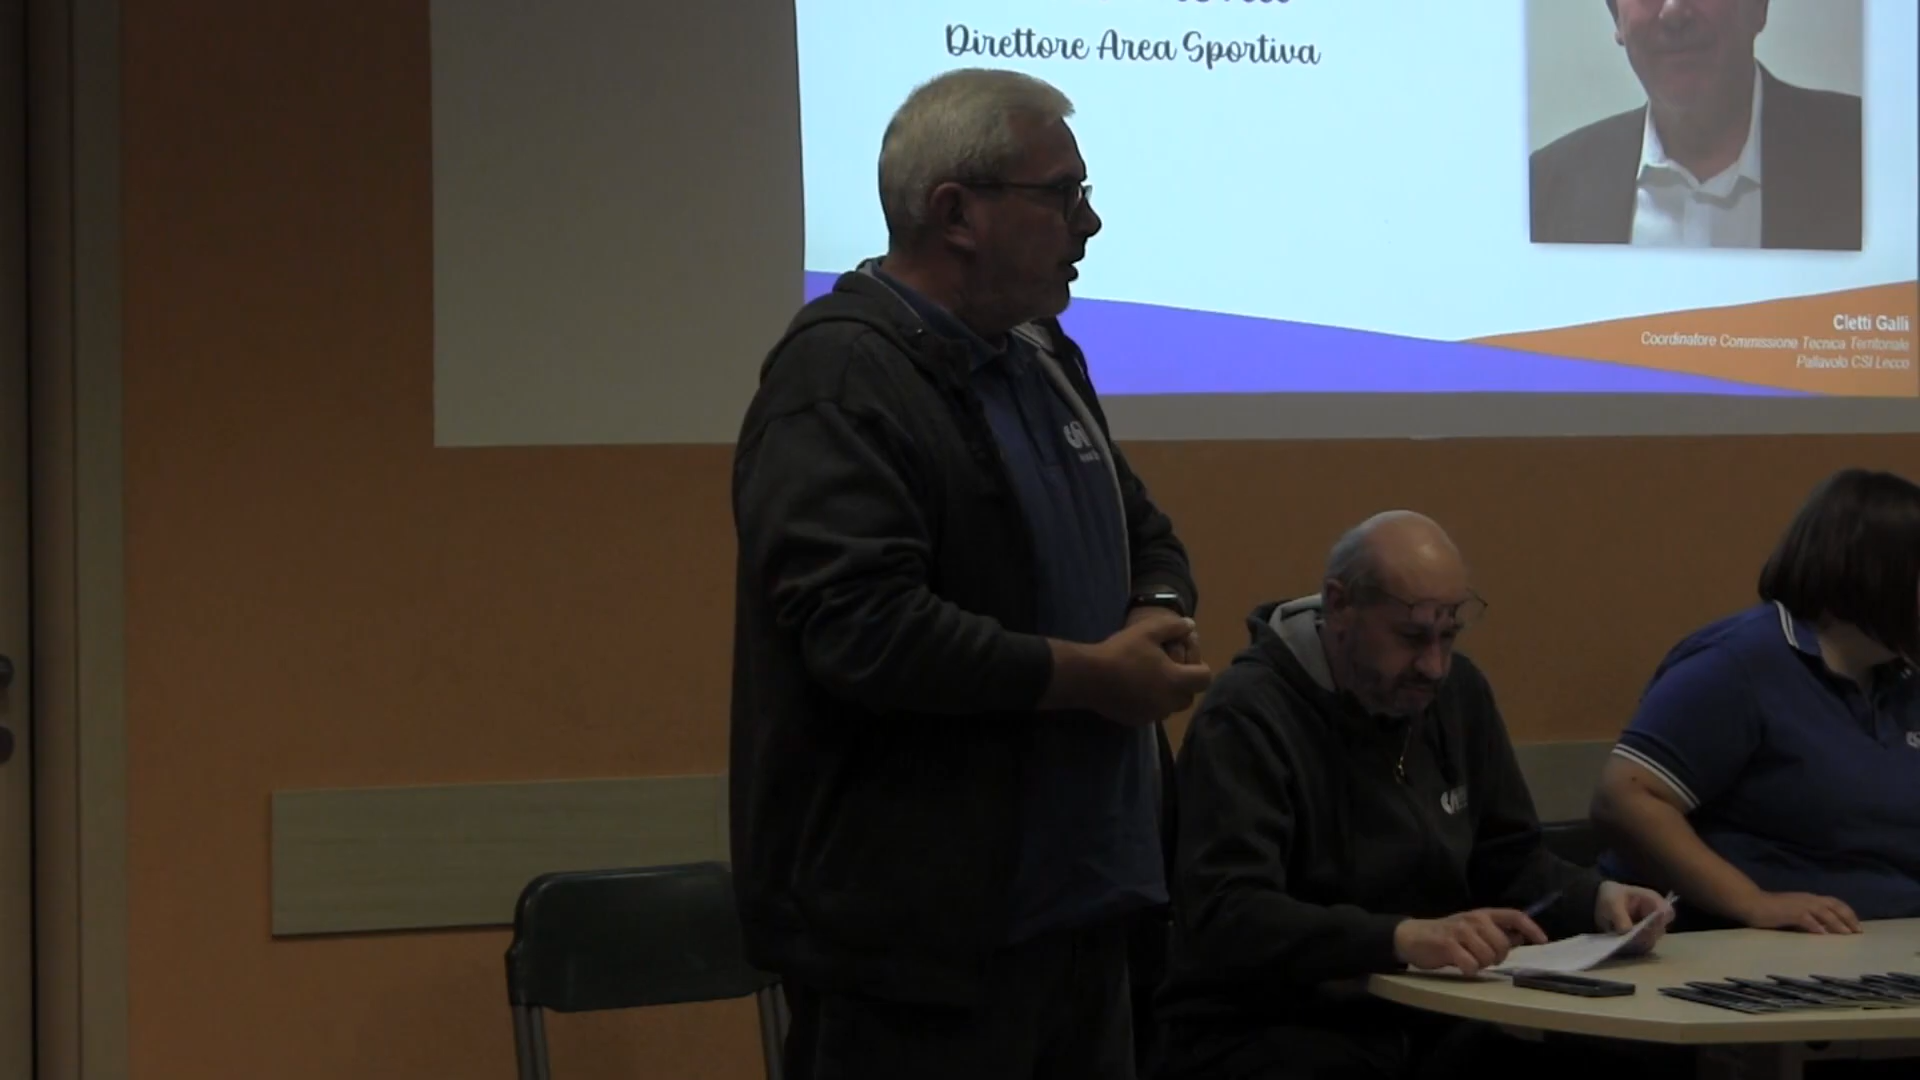 Direttore Area Sportiva
Cletti Galli
Coordinatore Commissione Tecnica Territoriale
Pallavolo CSI Lecco